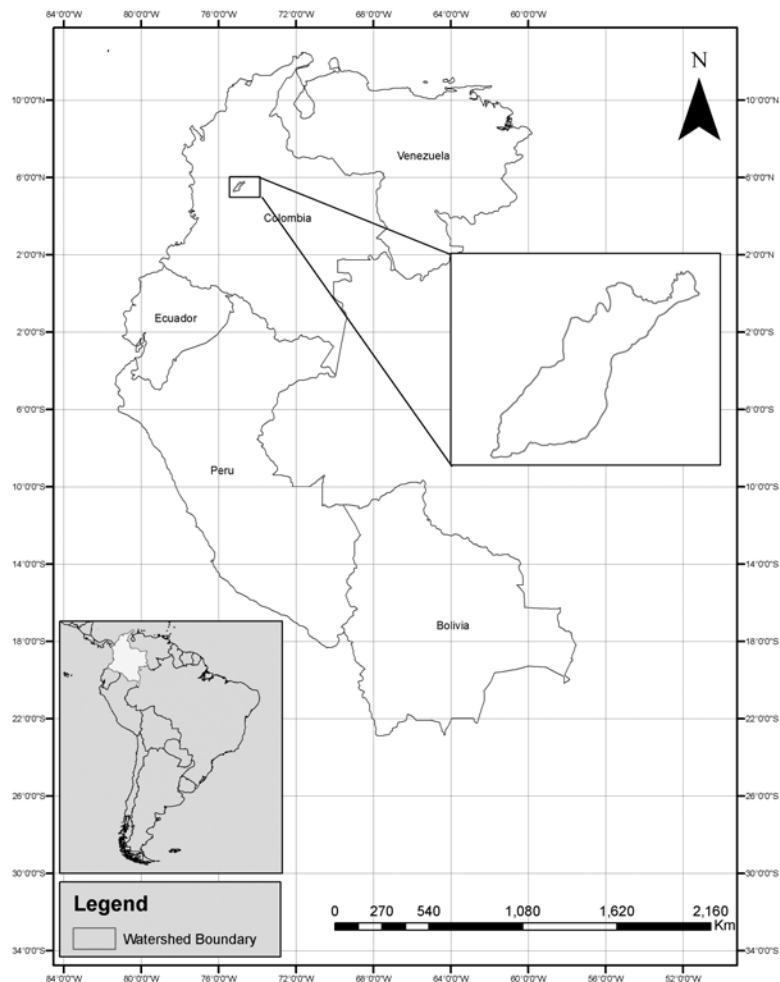 84°0'0"W 80°0'0"W 76°0'0"W 72°0'0"W 68°0'0"W 64°0'0"W 60°0'0"W
N
10°0'0"N 10°0'0"N
Venezuela
6°0'0"N 6°0'0"N
Colombia
2°0'0"N 2°0'0"N
Ecuador
2°0'0"S 2°0'0"S
6°0'0"S 6°0'0"S
Peru
10°0'0"S 10°0'0"S
14°0'0"S 14°0'0"S
Bolivia
18°0'0"S 18°0'0"S
22°0'0"S 22°0'0"S
26°0'0"S 26°0'0"S
30°0'0"S 30°0'0"S
Legend
Watershed Boundary
0 270 540 1,080 1,620 2,160
Km
34°0'0"S 34°0'0"S
84°0'0"W 80°0'0"W 76°0'0"W 72°0'0"W 68°0'0"W 64°0'0"W 60°0'0"W 56°0'0"W 52°0'0"W